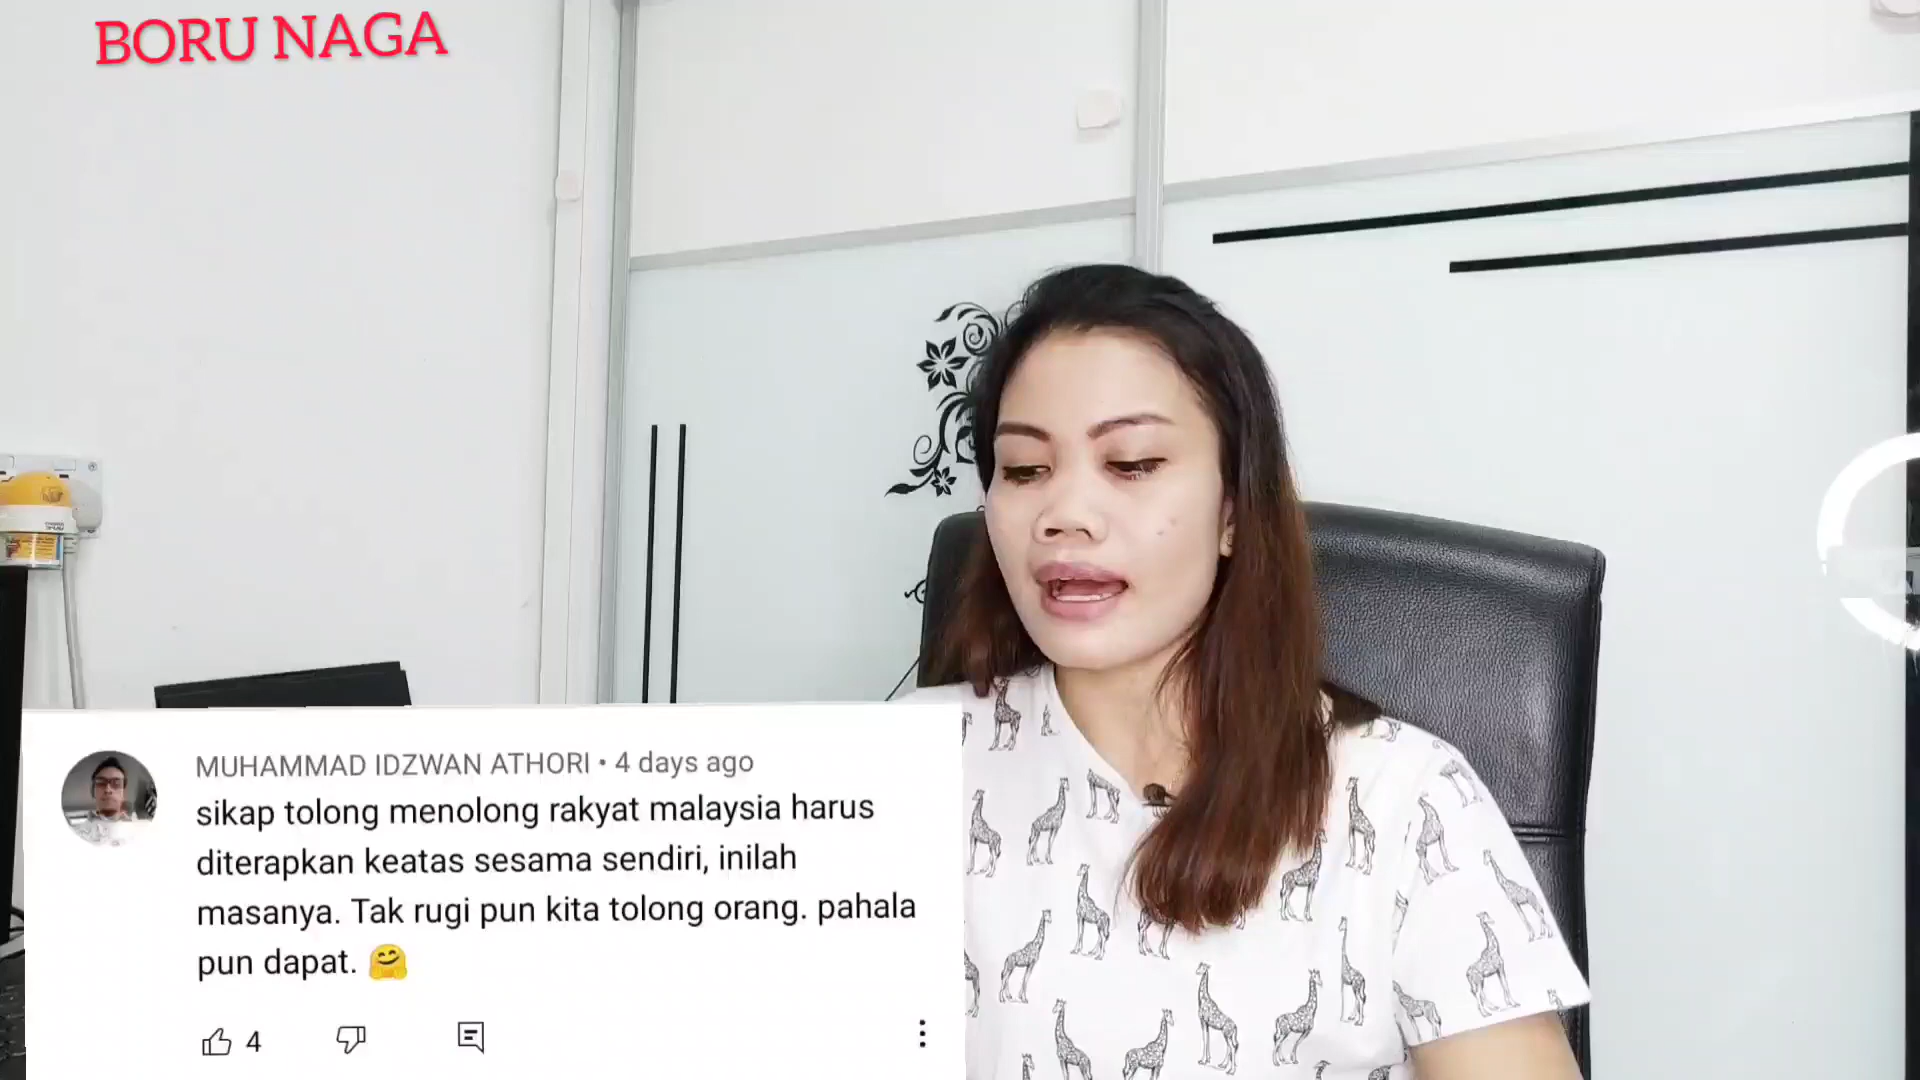 BORU NAGA
MUHAMMAD IDZWAN ATHORI • 4 days ago
sikap tolong menolong rakyat malaysia harus
diterapkan keatas sesama sendiri, inilah
masanya. Tak rugi pun kita tolong orang. pahala
pun dapat. 🤗
4